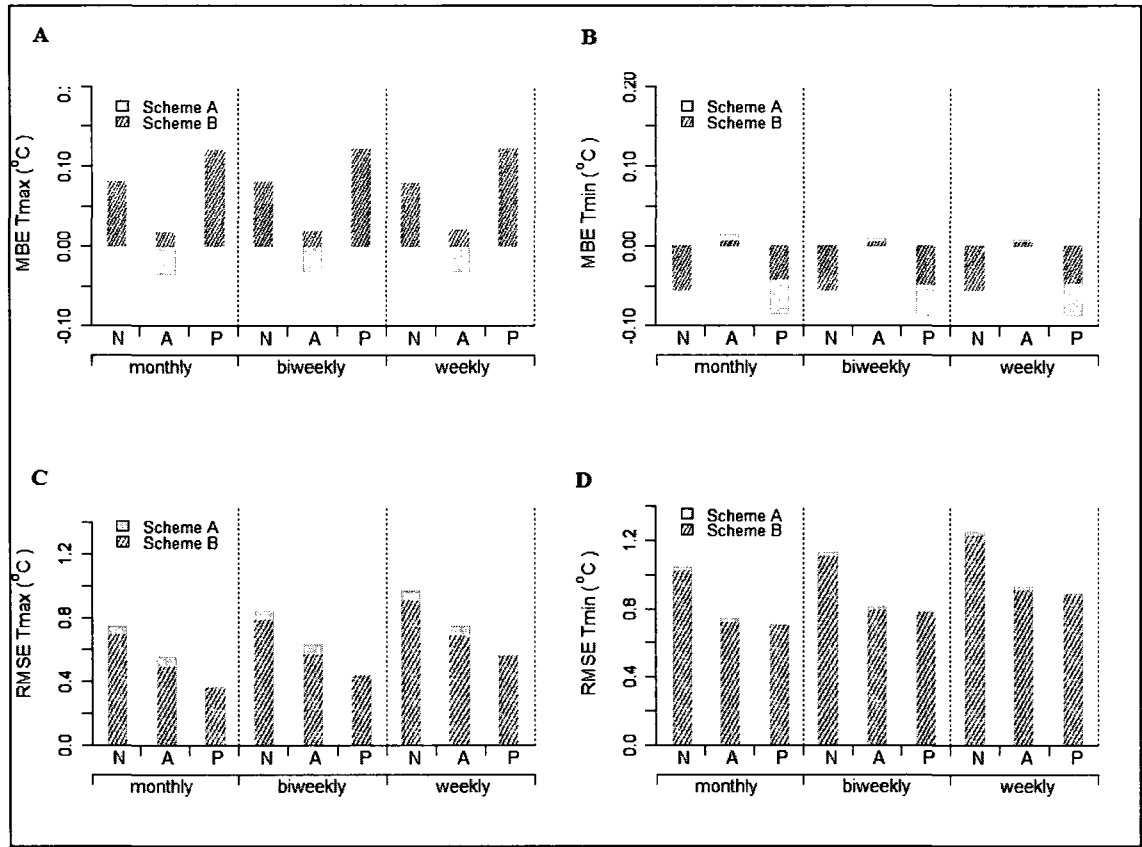 A
MBE Tmax (°C)
0.:
0.10
0.00
-0.10
Scheme A
Scheme B
N A P N A P N A P
monthly biweekly weekly
B
MBE Tmin (°C)
0.20
0.10
0.00
-0.10
Scheme A
Scheme B
N A P N A P N A P
monthly biweekly weekly
C
RMSE Tmax (°C)
1.2
0.8
0.4
0.0
Scheme A
Scheme B
N A P N A P N A P
monthly biweekly weekly
D
RMSE Tmin (°C)
1.2
0.8
0.4
0.0
Scheme A
Scheme B
N A P N A P N A P
monthly biweekly weekly